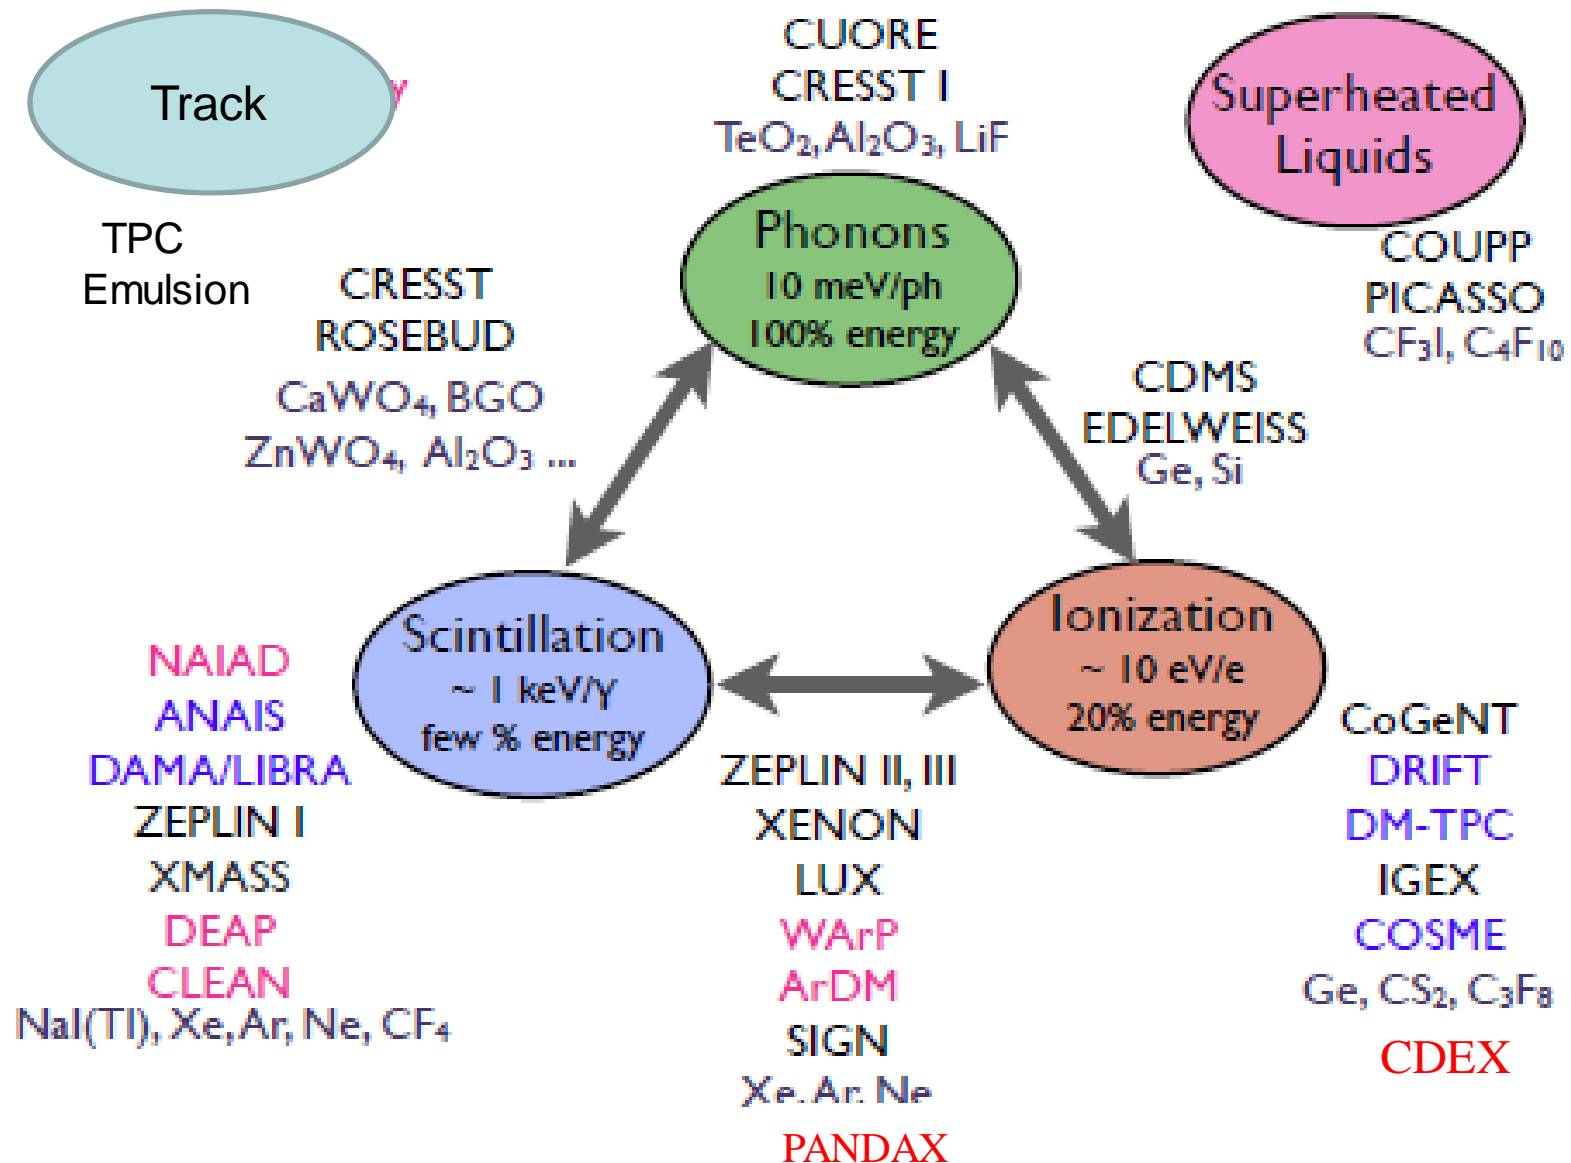 Track
TPC
Emulsion
CUORE
CRESST I
TeO₂, Al₂O₃, LiF
Phonons
10 meV/ph
100% energy
Superheated
Liquids
COUPP
PICASSO
CF₃I, C₄F₁₀
CRESST
ROSEBUD
CaWO₄, BGO
ZnWO₄, Al₂O₃ ...
CDMS
EDELWEISS
Ge, Si
Scintillation
~ 1 keV/γ
few % energy
Ionization
~ 10 eV/e
20% energy
NAIAD
ANAIS
DAMA/LIBRA
ZEPLIN I
XMASS
DEAP
CLEAN
NaI(Tl), Xe, Ar, Ne, CF₄
ZEPLIN II, III
XENON
LUX
WArP
ArDM
SIGN
Xe, Ar, Ne
PANDAX
CoGeNT
DRIFT
DM-TPC
IGEX
COSME
Ge, CS₂, C₃F₈
CDEX